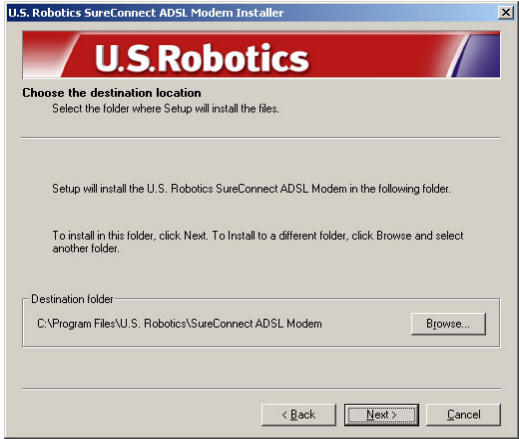 U.S. Robotics SureConnect ADSL Modem Installer
U.S.Robotics
Choose the destination location
Select the folder where Setup will install the files.
Setup will install the U.S. Robotics SureConnect ADSL Modem in the following folder.
To install in this folder, click Next. To Install to a different folder, click Browse and select
another folder.
Destination folder
C:\Program Files\U.S. Robotics\SureConnect ADSL Modem
Browse...
< Back
Next >
Cancel